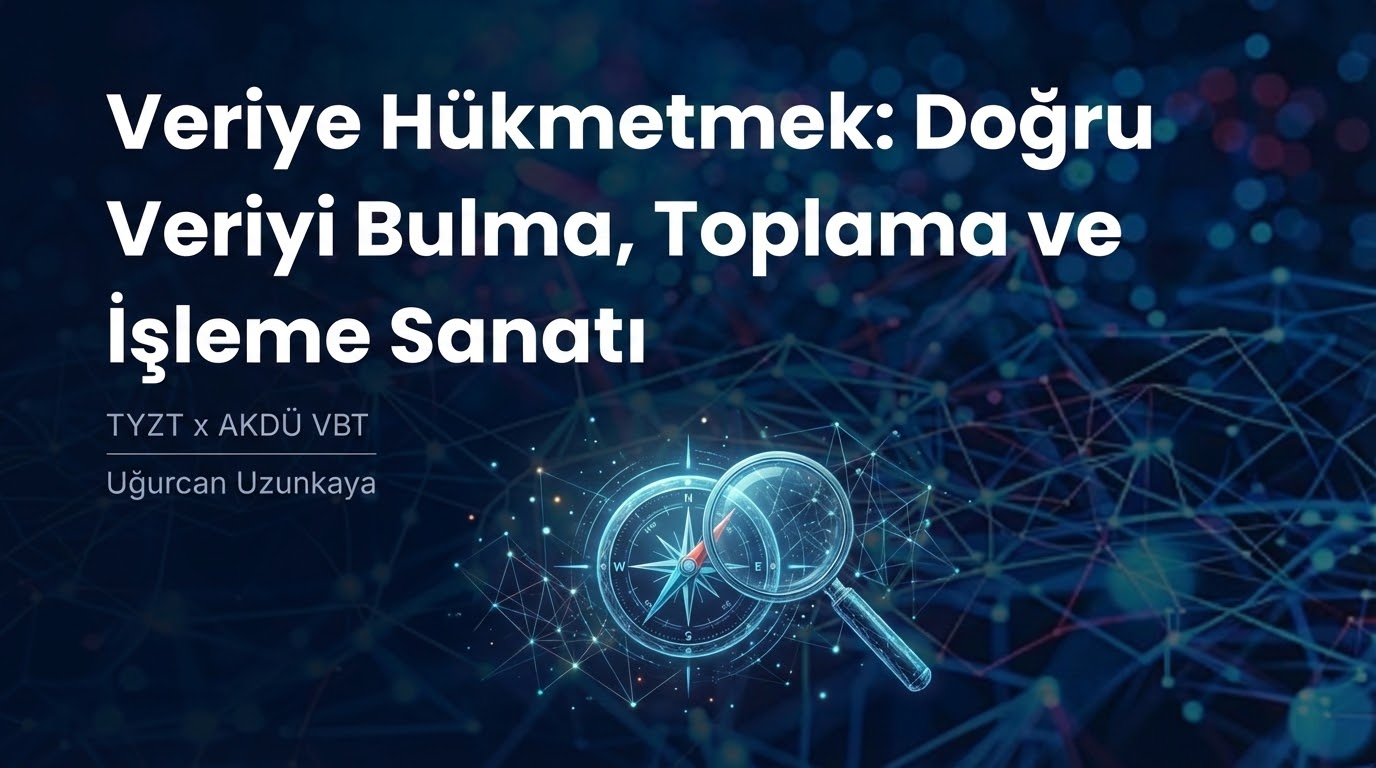 Veriye Hükmetmek: Doğru
Veriyi Bulma, Toplama ve
İşleme Sanatı
TYZT x AKDÜ VBT
Uğurcan Uzunkaya
N
W
E
S